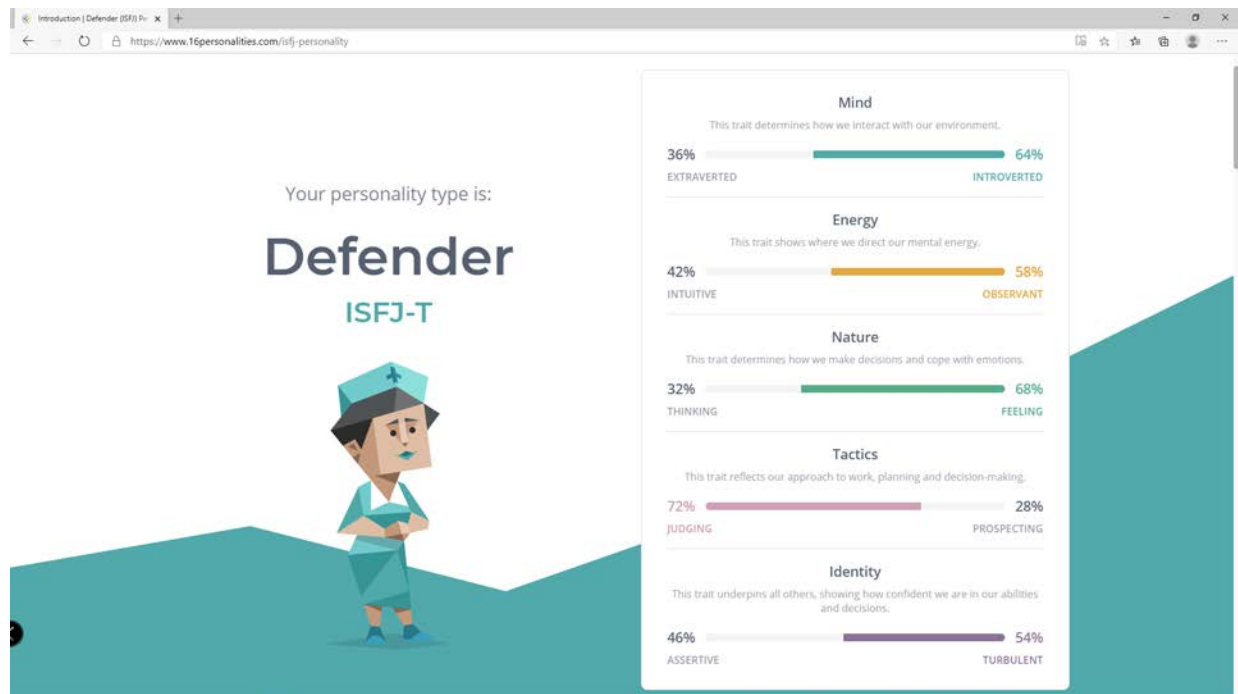 Introduction | Defender (ISFJ) Pe
https://www.16personalities.com/isfj-personality
Your personality type is:
Defender
ISFJ-T
Mind
This trait determines how we interact with our environment.
36% 64%
EXTRAVERTED INTROVERTED
Energy
This trait shows where we direct our mental energy.
42% 58%
INTUITIVE OBSERVANT
Nature
This trait determines how we make decisions and cope with emotions.
32% 68%
THINKING FEELING
Tactics
This trait reflects our approach to work, planning and decision-making.
72% 28%
JUDGING PROSPECTING
Identity
This trait underpins all others, showing how confident we are in our abilities
and decisions.
46% 54%
ASSERTIVE TURBULENT